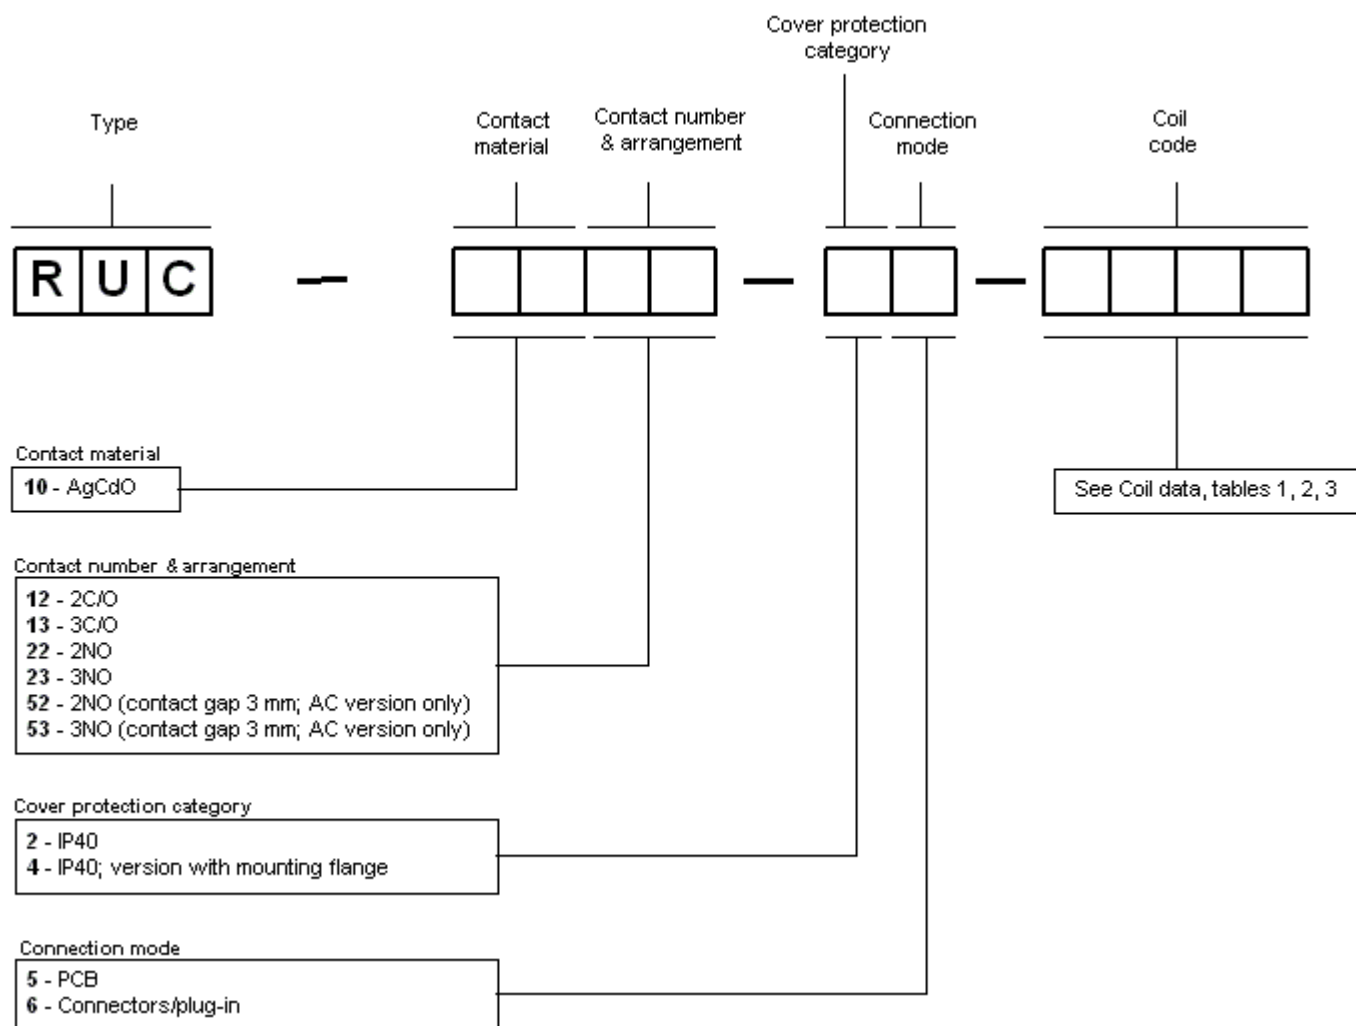 Cover protection
category
Type
Contact
material
Contact number
& arrangement
Connection
mode
Coil
code
R U C
Contact material
10 - AgCdO
See Coil data, tables 1, 2, 3
Contact number & arrangement
12 - 2C/O
13 - 3C/O
22 - 2NO
23 - 3NO
52 - 2NO (contact gap 3 mm; AC version only)
53 - 3NO (contact gap 3 mm; AC version only)
Cover protection category
2 - IP40
4 - IP40; version with mounting flange
Connection mode
5 - PCB
6 - Connectors/plug-in